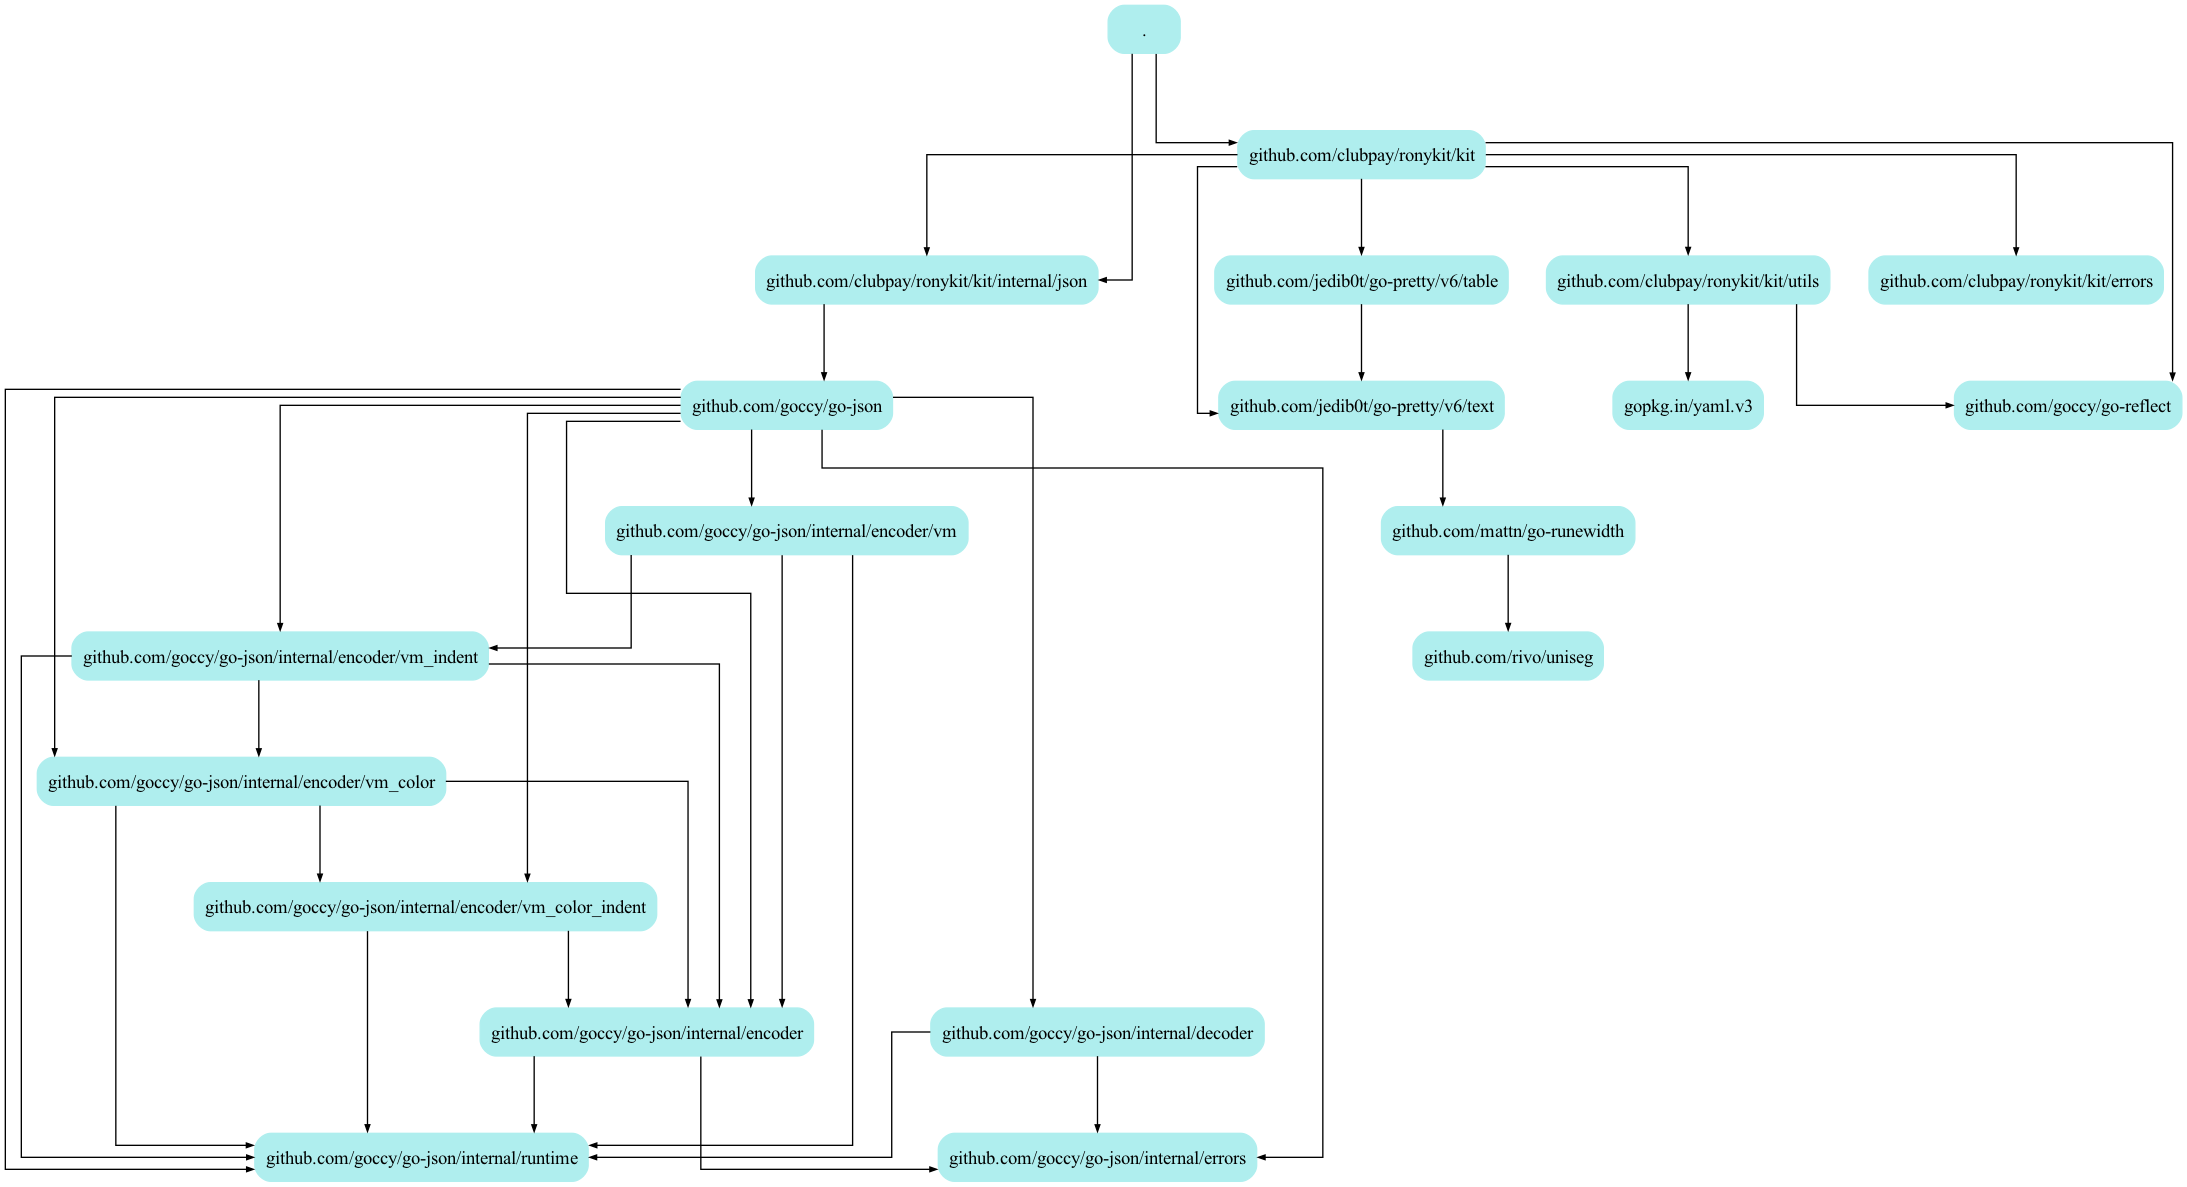 .
github.com/clubpay/ronykit/kit
github.com/clubpay/ronykit/kit/internal/json
github.com/jedib0t/go-pretty/v6/table
github.com/clubpay/ronykit/kit/utils
github.com/clubpay/ronykit/kit/errors
github.com/goccy/go-json
github.com/jedib0t/go-pretty/v6/text
gopkg.in/yaml.v3
github.com/goccy/go-reflect
github.com/goccy/go-json/internal/encoder/vm
github.com/mattn/go-runewidth
github.com/goccy/go-json/internal/encoder/vm_indent
github.com/rivo/uniseg
github.com/goccy/go-json/internal/encoder/vm_color
github.com/goccy/go-json/internal/encoder/vm_color_indent
github.com/goccy/go-json/internal/encoder
github.com/goccy/go-json/internal/decoder
github.com/goccy/go-json/internal/runtime
github.com/goccy/go-json/internal/errors